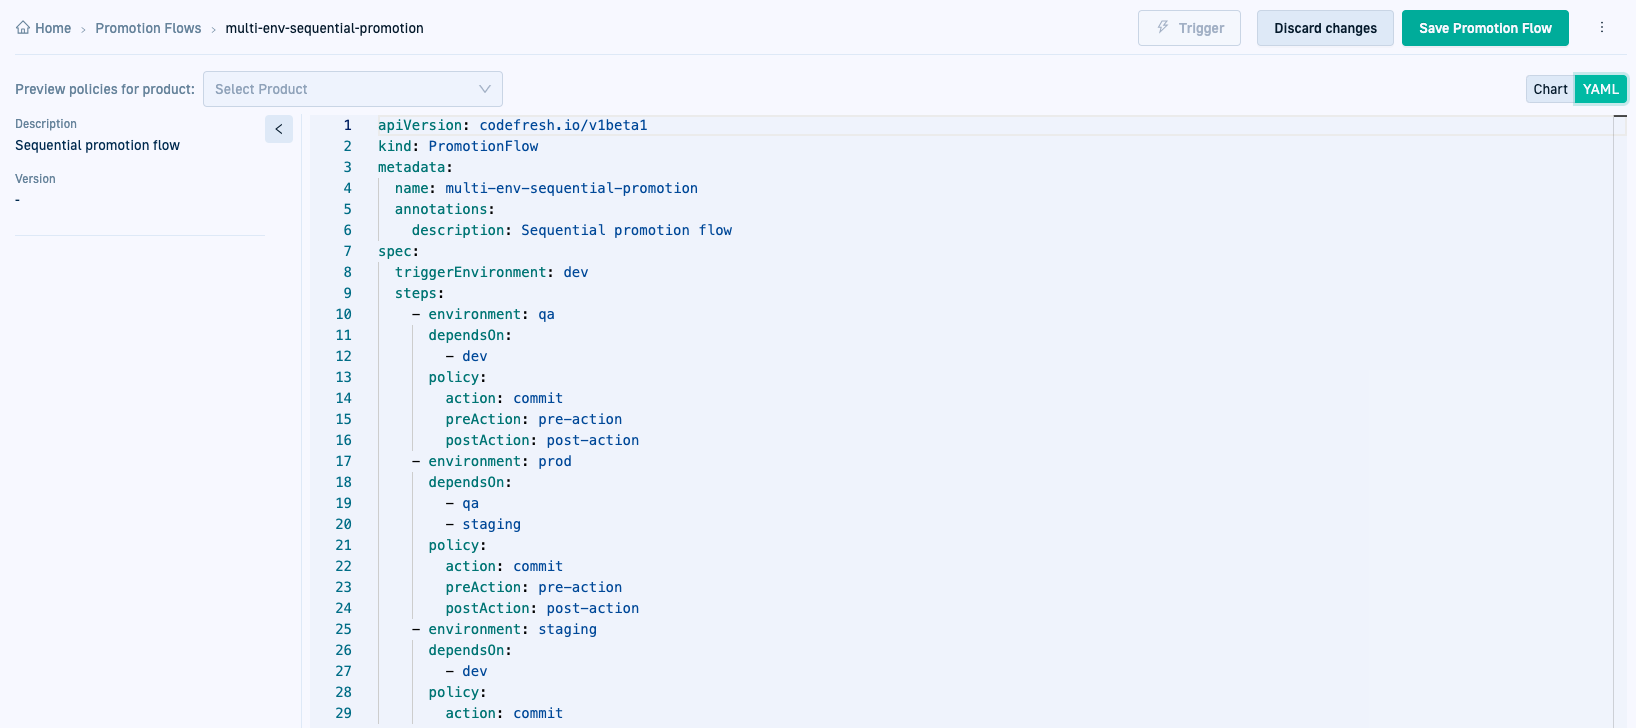 Home > Promotion Flows > multi-env-sequential-promotion
Trigger
Discard changes
Save Promotion Flow
Preview policies for product: Select Product
Chart YAML
Description
Sequential promotion flow
Version
-
1 apiVersion: codefresh.io/v1beta1
2 kind: PromotionFlow
3 metadata:
4   name: multi-env-sequential-promotion
5   annotations:
6     description: Sequential promotion flow
7 spec:
8   triggerEnvironment: dev
9   steps:
10     - environment: qa
11       dependsOn:
12         - dev
13       policy:
14         action: commit
15         preAction: pre-action
16         postAction: post-action
17     - environment: prod
18       dependsOn:
19         - qa
20         - staging
21       policy:
22         action: commit
23         preAction: pre-action
24         postAction: post-action
25     - environment: staging
26       dependsOn:
27         - dev
28       policy:
29         action: commit